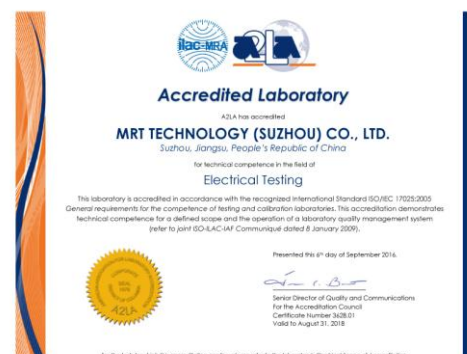 ilac-MRA
A2LA
Accredited Laboratory
A2LA has accredited
MRT TECHNOLOGY (SUZHOU) CO., LTD.
Suzhou, Jiangsu, People's Republic of China
for technical competence in the field of
Electrical Testing
This laboratory is accredited in accordance with the recognized International Standard ISO/IEC 17025:2005
General requirements for the competence of testing and calibration laboratories. This accreditation demonstrates
technical competence for a defined scope and the operation of a laboratory quality management system
(refer to joint ISO-ILAC-IAF Communiqué dated 8 January 2009).
Presented this 6th day of September 2016.
Senior Director of Quality and Communications
For the Accreditation Council
Certificate Number 3628.01
Valid to August 31, 2018
CORPORATE
SEAL
A2LA